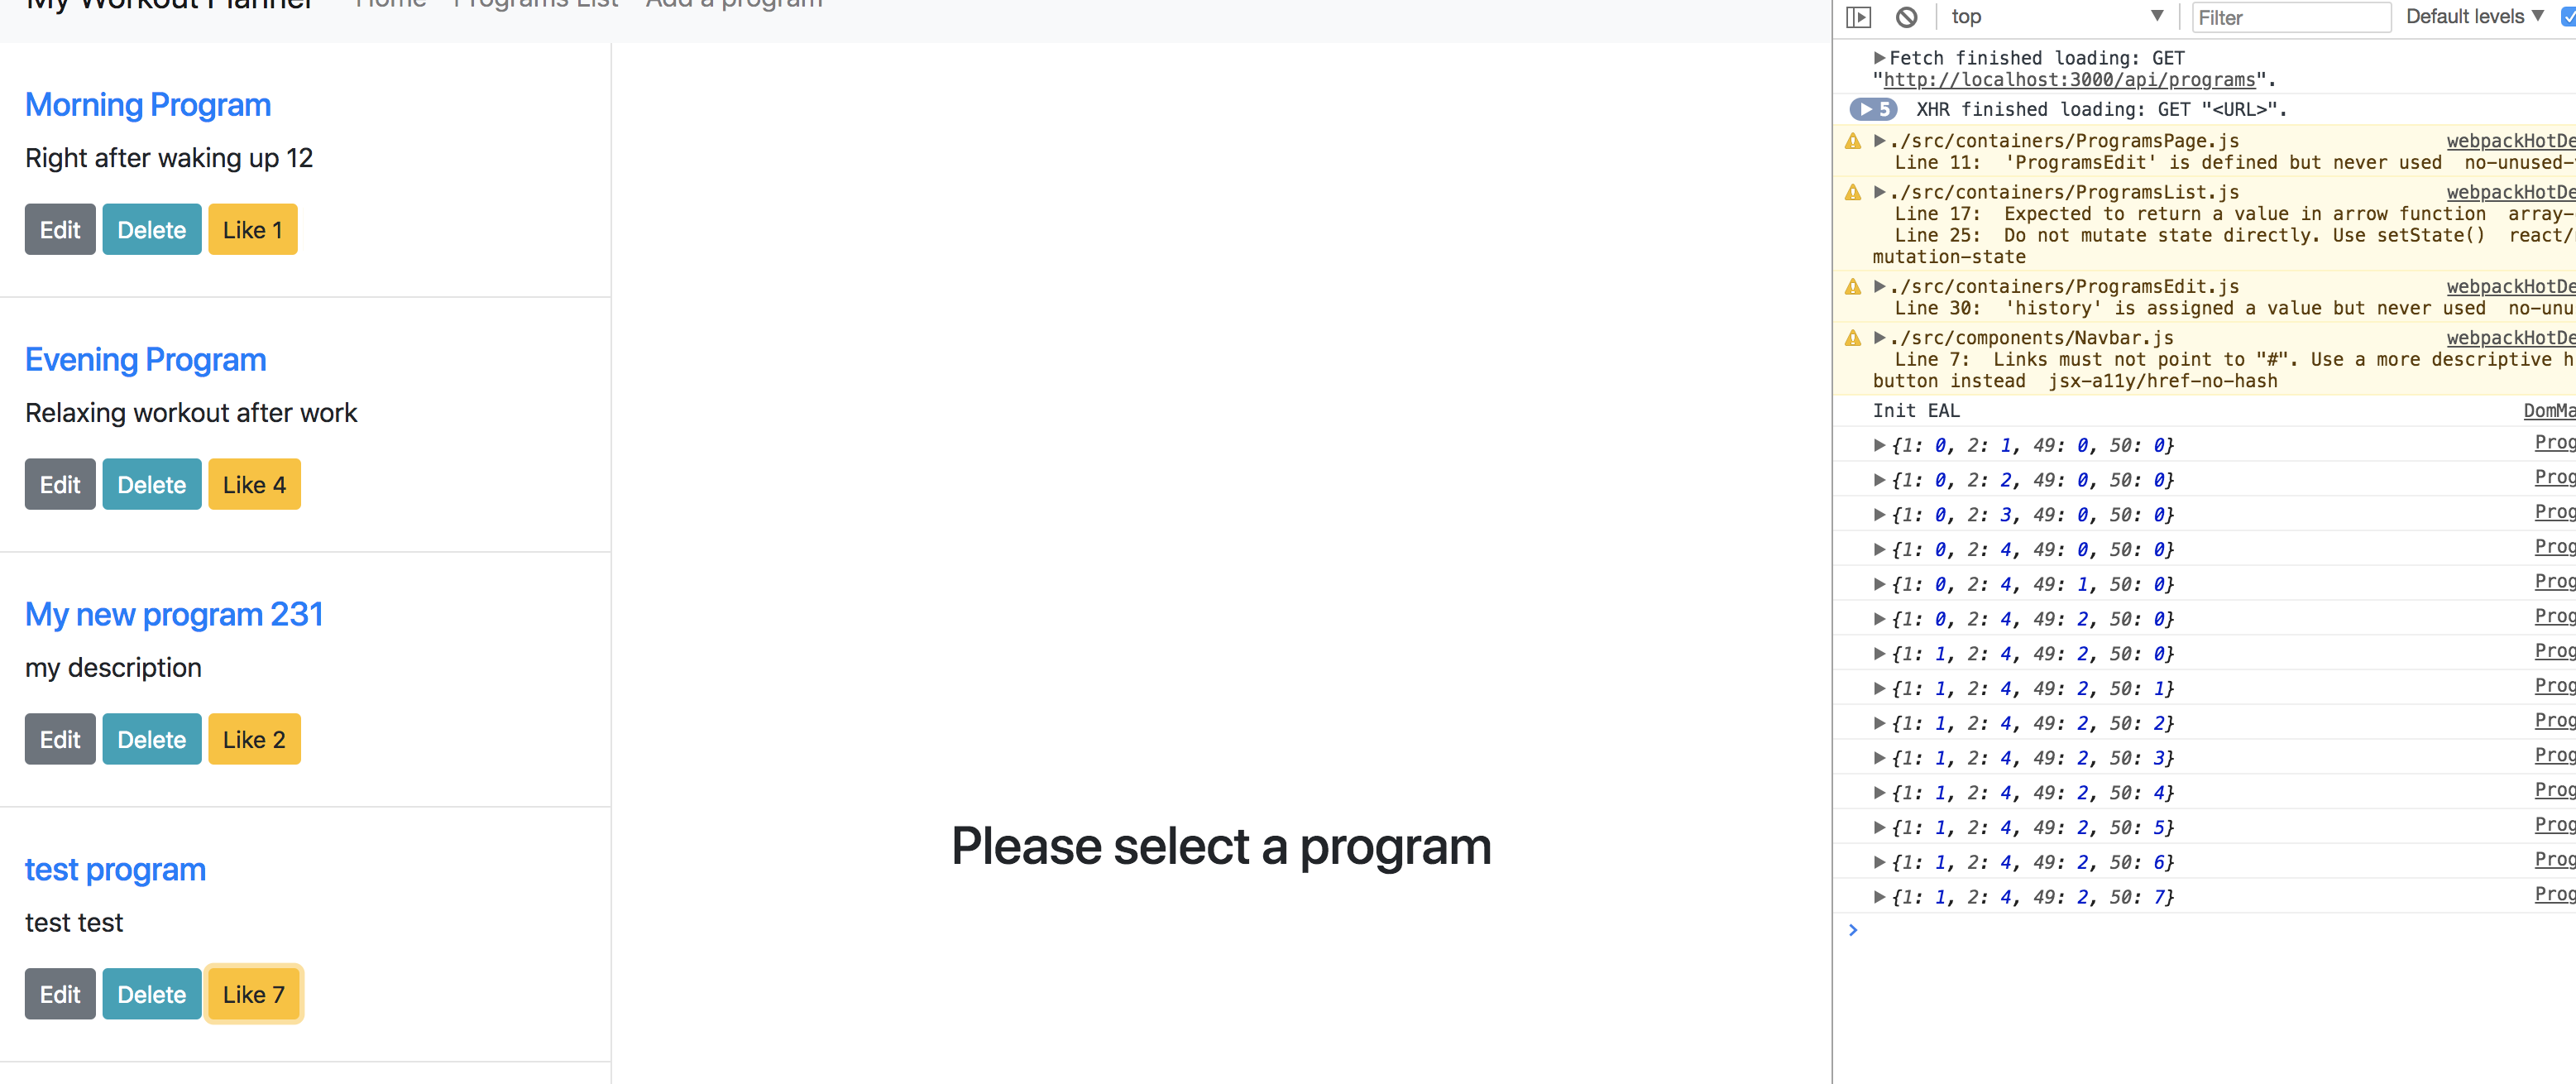 My Workout Planner Home Programs List Add a program
Morning Program
Right after waking up 12
Edit Delete Like 1
Evening Program
Relaxing workout after work
Edit Delete Like 4
My new program 231
my description
Edit Delete Like 2
test program
test test
Edit Delete Like 7
Please select a program
top Filter Default levels
Fetch finished loading: GET
"http://localhost:3000/api/programs".
5 XHR finished loading: GET "<URL>".
./src/containers/ProgramsPage.js webpackHotDe
Line 11: 'ProgramsEdit' is defined but never used no-unused-
./src/containers/ProgramsList.js webpackHotDe
Line 17: Expected to return a value in arrow function array-
Line 25: Do not mutate state directly. Use setState() react/
mutation-state
./src/containers/ProgramsEdit.js webpackHotDe
Line 30: 'history' is assigned a value but never used no-unu
./src/components/Navbar.js webpackHotDe
Line 7: Links must not point to "#". Use a more descriptive h
button instead jsx-a11y/href-no-hash
Init EAL DomMa
{1: 0, 2: 1, 49: 0, 50: 0} Prog
{1: 0, 2: 2, 49: 0, 50: 0} Prog
{1: 0, 2: 3, 49: 0, 50: 0} Prog
{1: 0, 2: 4, 49: 0, 50: 0} Prog
{1: 0, 2: 4, 49: 1, 50: 0} Prog
{1: 0, 2: 4, 49: 2, 50: 0} Prog
{1: 1, 2: 4, 49: 2, 50: 0} Prog
{1: 1, 2: 4, 49: 2, 50: 1} Prog
{1: 1, 2: 4, 49: 2, 50: 2} Prog
{1: 1, 2: 4, 49: 2, 50: 3} Prog
{1: 1, 2: 4, 49: 2, 50: 4} Prog
{1: 1, 2: 4, 49: 2, 50: 5} Prog
{1: 1, 2: 4, 49: 2, 50: 6} Prog
{1: 1, 2: 4, 49: 2, 50: 7} Prog